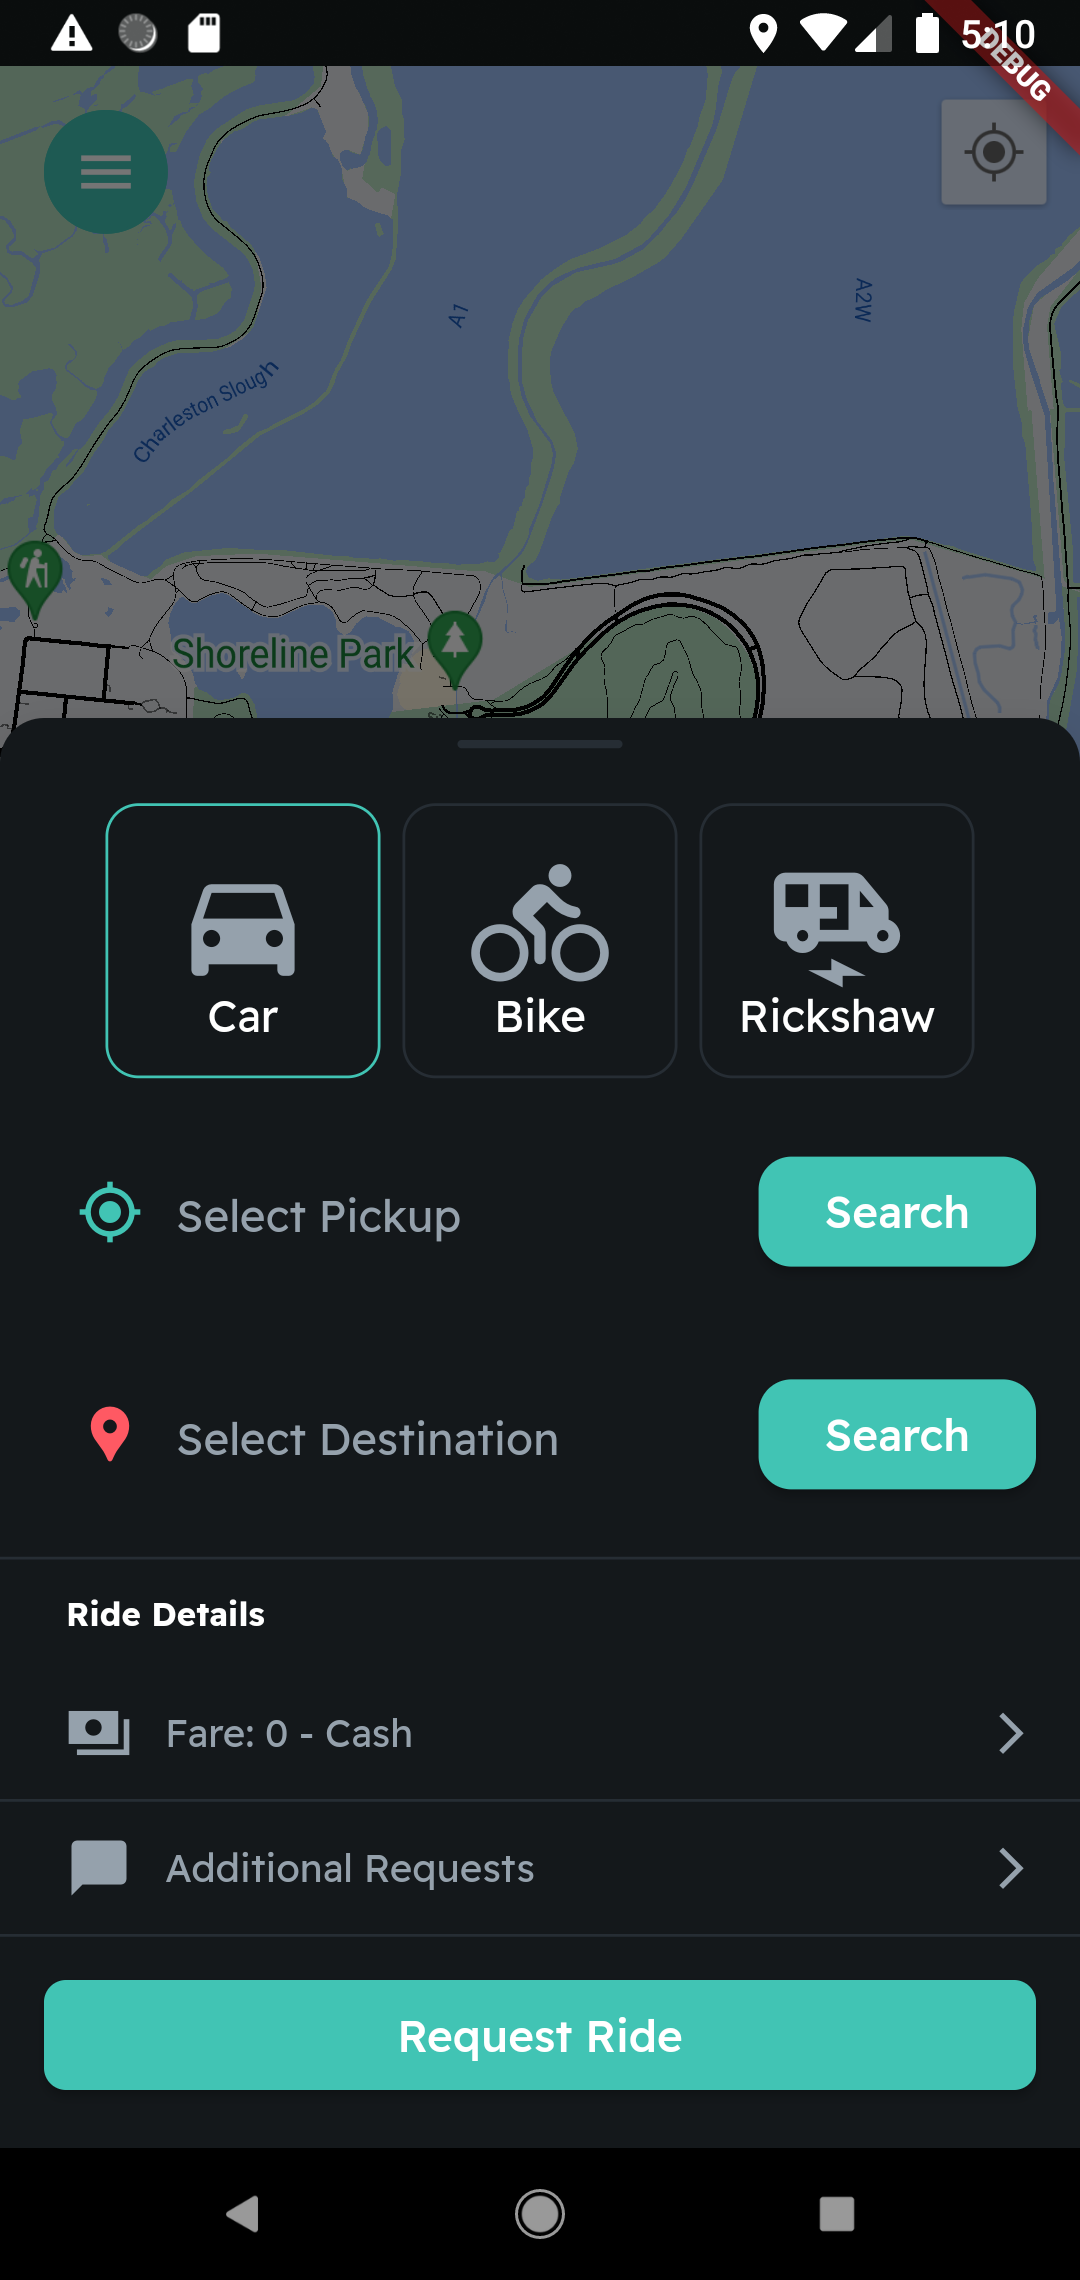 5:10
DEBUG
A1
A2W
Charleston Slough
Shoreline Park
Car
Bike
Rickshaw
Select Pickup
Search
Select Destination
Search
Ride Details
Fare: 0 - Cash
Additional Requests
Request Ride